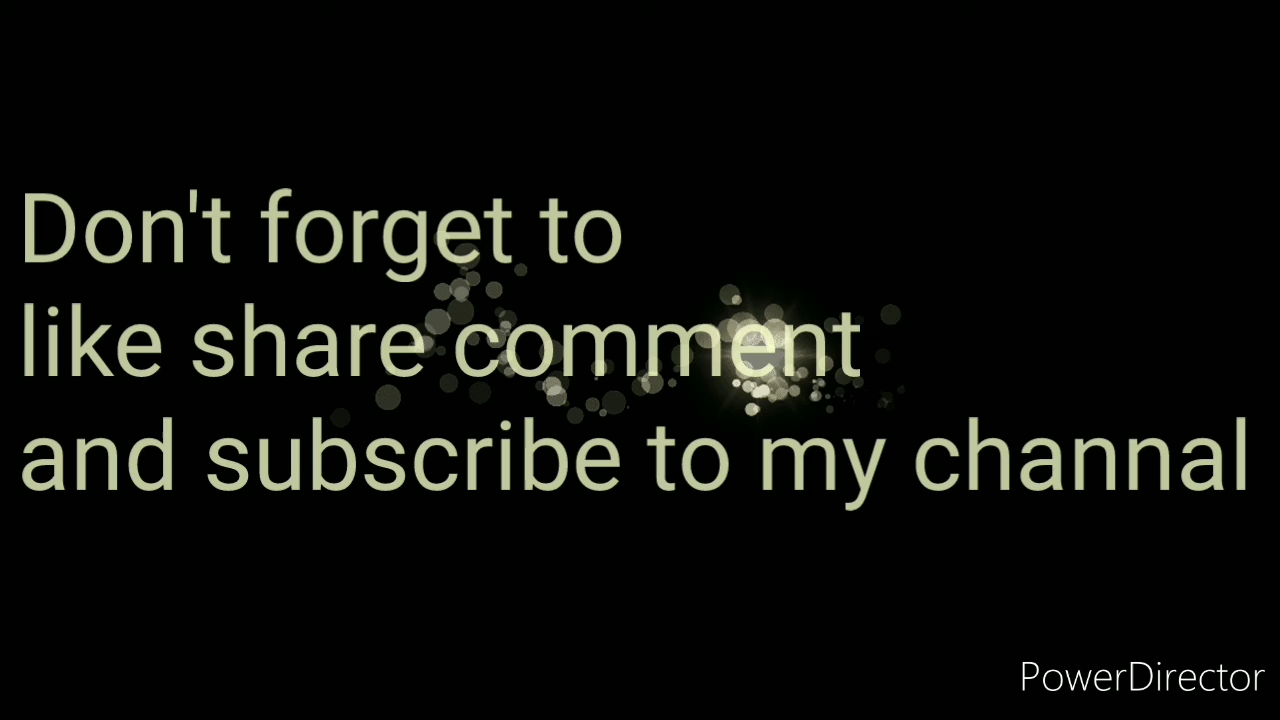 Don't forget to
like share comment
and subscribe to my channal
PowerDirector